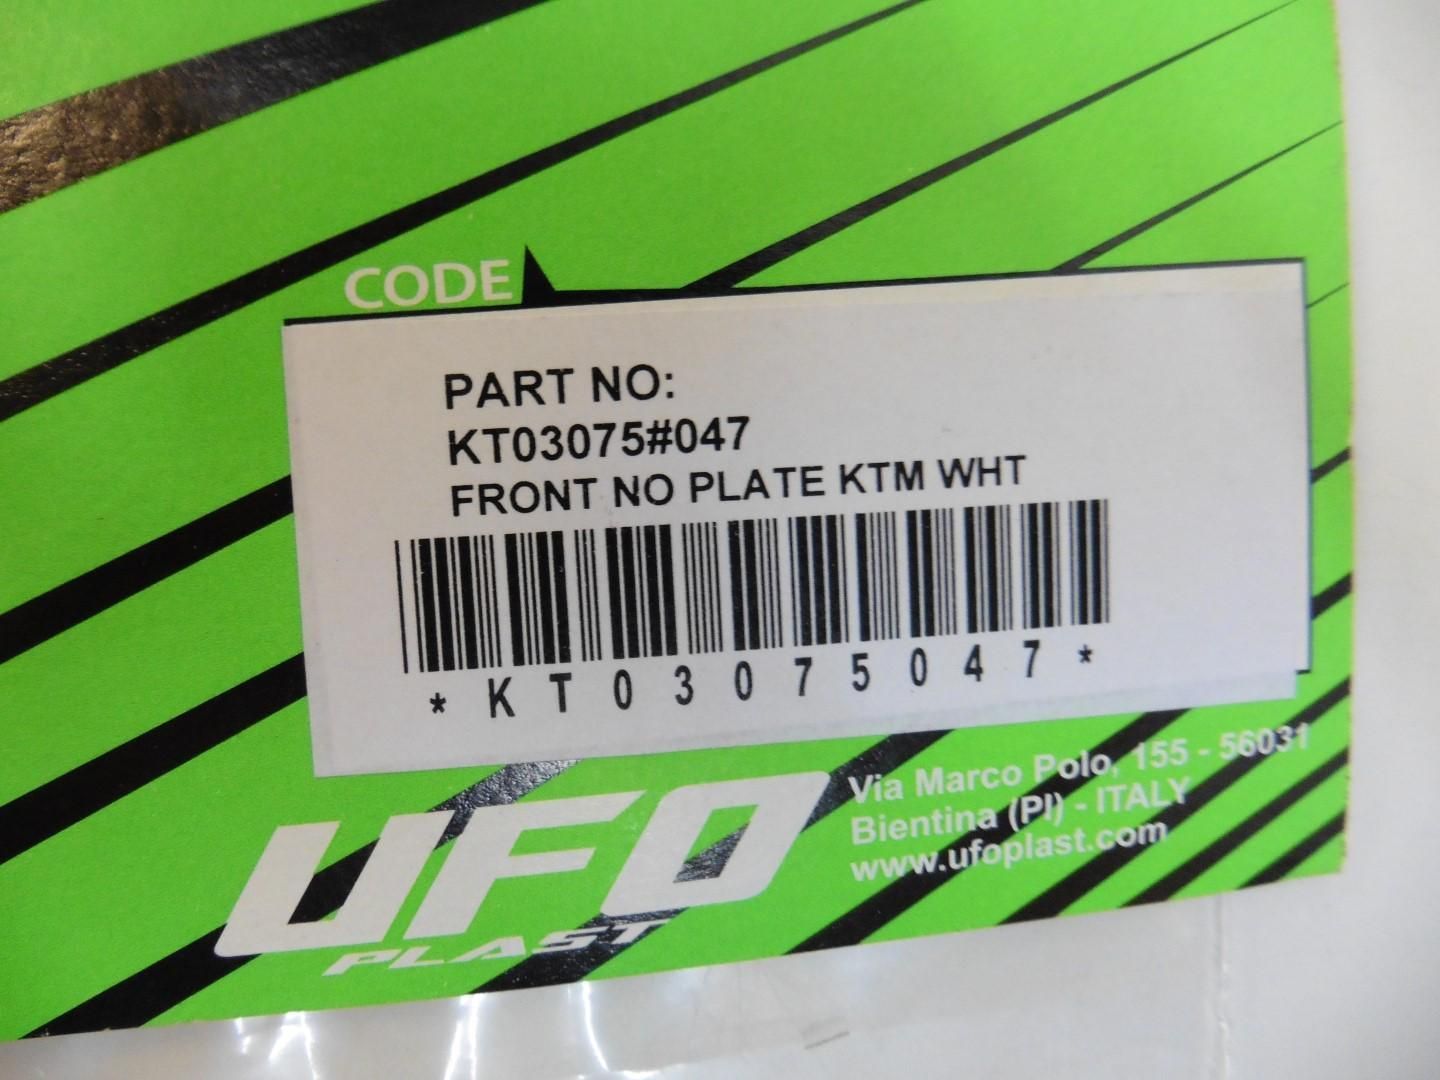 CODE
PART NO:
KT03075#047
FRONT NO PLATE KTM WHT
*KT03075047*
UFO
PLAST
Via Marco Polo, 155 - 56031
Bientina (PI) - ITALY
www.ufoplast.com